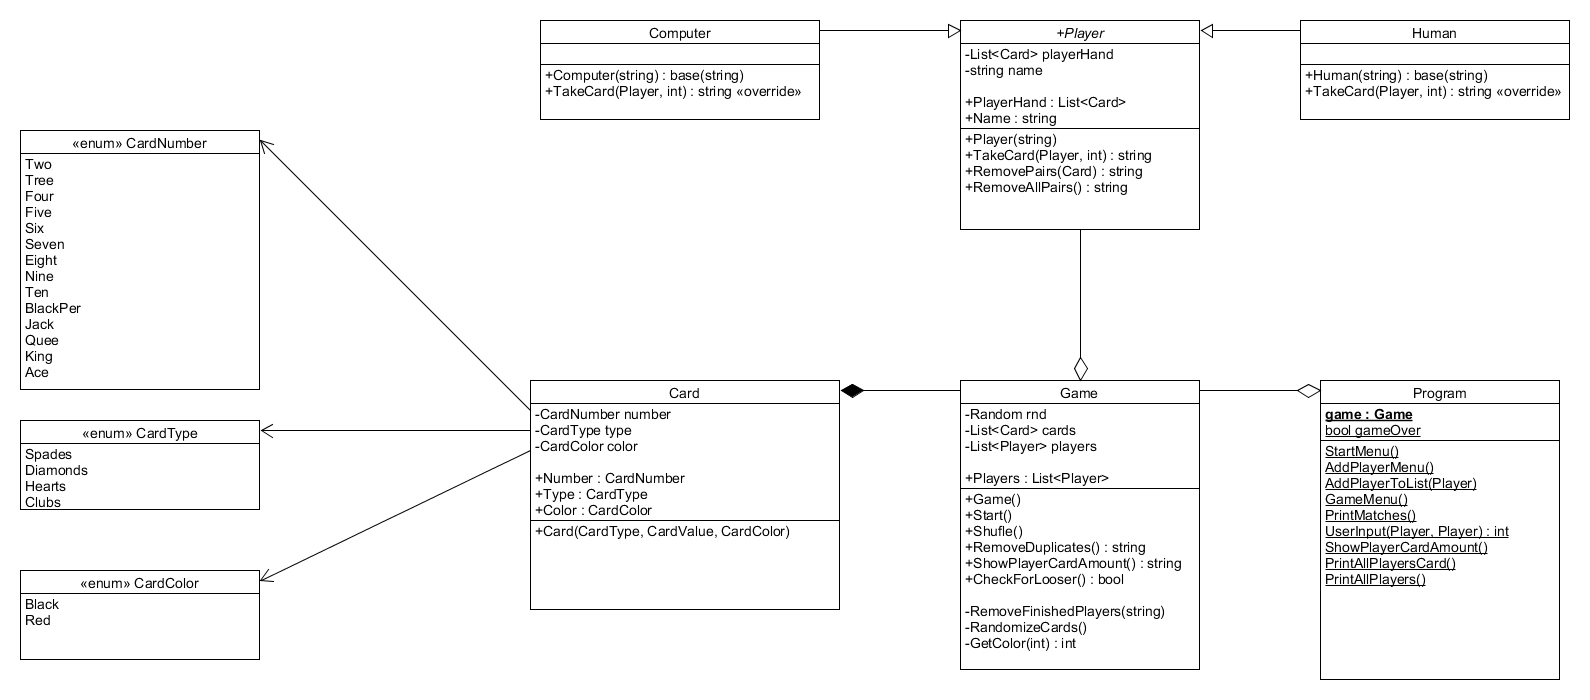 Computer
+Computer(string) : base(string)
+TakeCard(Player, int) : string «override»
+Player
-List<Card> playerHand
-string name
+PlayerHand : List<Card>
+Name : string
+Player(string)
+TakeCard(Player, int) : string
+RemovePairs(Card) : string
+RemoveAllPairs() : string
Human
+Human(string) : base(string)
+TakeCard(Player, int) : string «override»
«enum» CardNumber
Two
Tree
Four
Five
Six
Seven
Eight
Nine
Ten
BlackPer
Jack
Quee
King
Ace
«enum» CardType
Spades
Diamonds
Hearts
Clubs
«enum» CardColor
Black
Red
Card
-CardNumber number
-CardType type
-CardColor color
+Number : CardNumber
+Type : CardType
+Color : CardColor
+Card(CardType, CardValue, CardColor)
Game
-Random rnd
-List<Card> cards
-List<Player> players
+Players : List<Player>
+Game()
+Start()
+Shufle()
+RemoveDuplicates() : string
+ShowPlayerCardAmount() : string
+CheckForLooser() : bool
-RemoveFinishedPlayers(string)
-RandomizeCards()
-GetColor(int) : int
Program
game : Game
bool gameOver
StartMenu()
AddPlayerMenu()
AddPlayerToList(Player)
GameMenu()
PrintMatches()
UserInput(Player, Player) : int
ShowPlayerCardAmount()
PrintAllPlayersCard()
PrintAllPlayers()